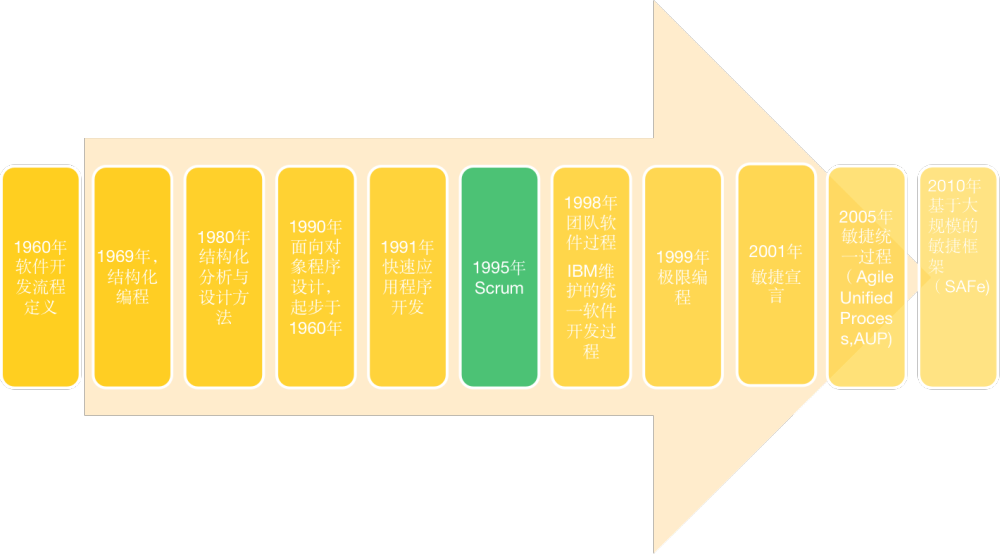 1960年
软件开
发流程
定义
1969年、
结构化
编程
1980年
结构化
分析与
设计方
法
1990年
面向对
象程序
设计，
起步于
1960年
1991年
快速应
用程序
开发
1995年
Scrum
1998年
团队软
件过程
IBM维
护的统
一软件
开发过
程
1999年
极限编
程
2001年
敏捷宣
言
2005年
敏捷统
一过程
（Agile
Unified
Proces
s,AUP)
2010年
基于大
规模的
敏捷框
架
（SAFe)